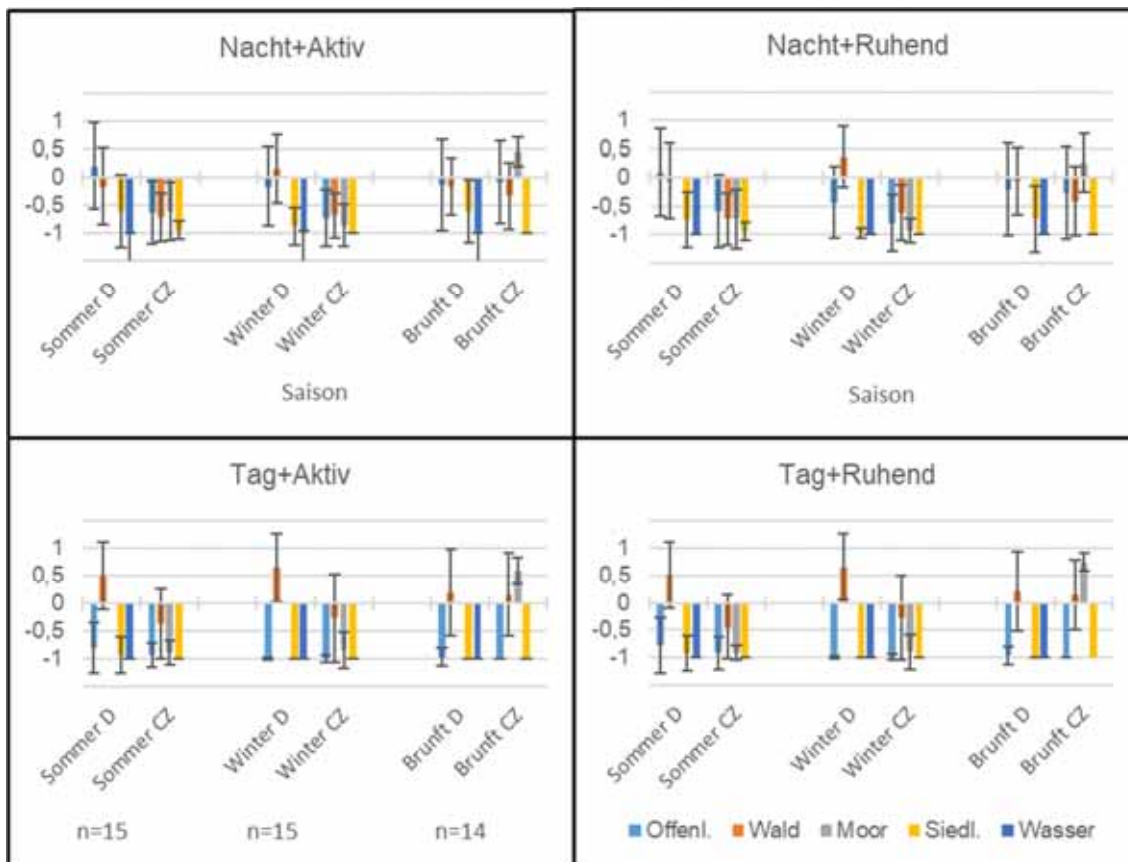 Nacht+Aktiv
1
0,5
0
-0,5
-1
Sommer D
Sommer CZ
Winter D
Winter CZ
Brunft D
Brunft CZ
Saison
Nacht+Ruhend
1
0,5
0
-0,5
-1
Sommer D
Sommer CZ
Winter D
Winter CZ
Brunft D
Brunft CZ
Saison
Tag+Aktiv
1
0,5
0
-0,5
-1
Sommer D
Sommer CZ
Winter D
Winter CZ
Brunft D
Brunft CZ
n=15 n=15 n=14
Tag+Ruhend
1
0,5
0
-0,5
-1
Sommer D
Sommer CZ
Winter D
Winter CZ
Brunft D
Brunft CZ
Offenl. Wald Moor Siedl. Wasser